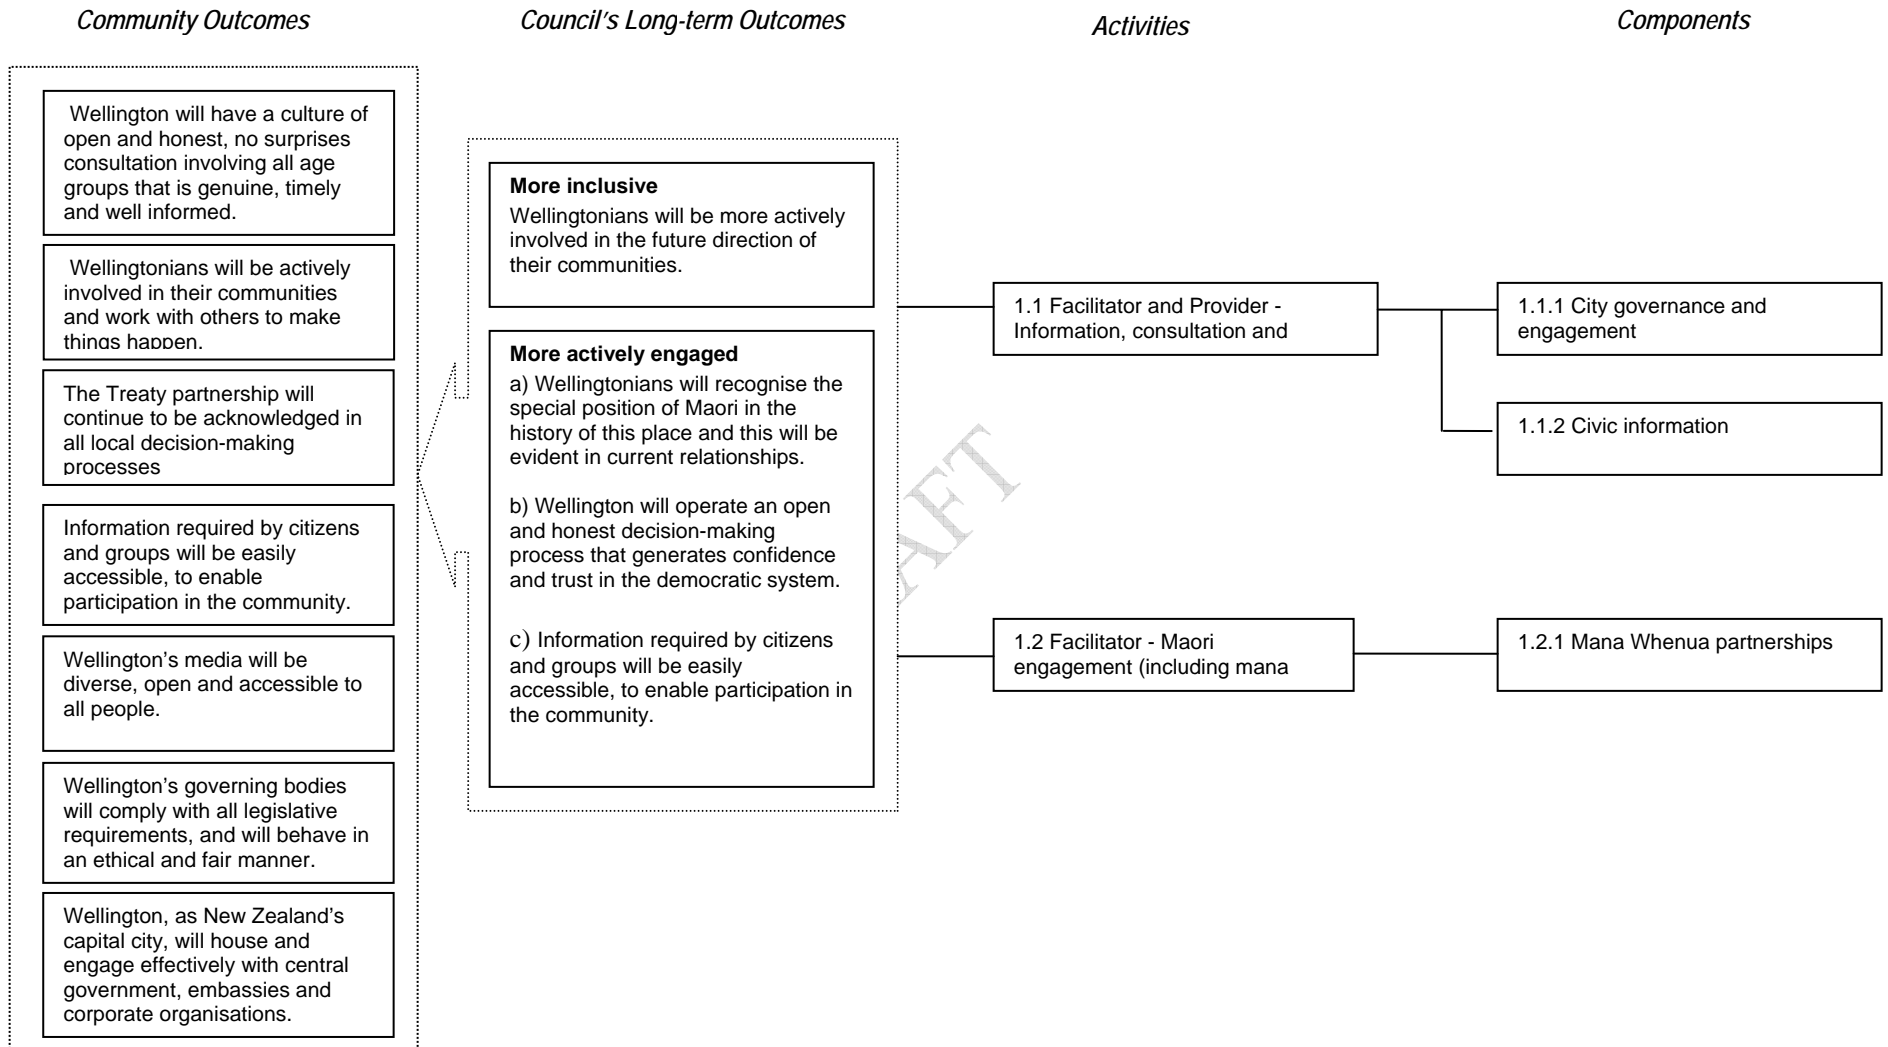 Community Outcomes
Council's Long-term Outcomes
Activities
Components
Wellington will have a culture of
open and honest, no surprises
consultation involving all age
groups that is genuine, timely
and well informed.
Wellingtonians will be actively
involved in their communities
and work with others to make
things happen.
The Treaty partnership will
continue to be acknowledged in
all local decision-making
processes
Information required by citizens
and groups will be easily
accessible, to enable
participation in the community.
Wellington's media will be
diverse, open and accessible to
all people.
Wellington's governing bodies
will comply with all legislative
requirements, and will behave in
an ethical and fair manner.
Wellington, as New Zealand's
capital city, will house and
engage effectively with central
government, embassies and
corporate organisations.
More inclusive
Wellingtonians will be more actively
involved in the future direction of
their communities.
More actively engaged
a) Wellingtonians will recognise the
special position of Maori in the
history of this place and this will be
evident in current relationships.
b) Wellington will operate an open
and honest decision-making
process that generates confidence
and trust in the democratic system.
c) Information required by citizens
and groups will be easily
accessible, to enable participation in
the community.
1.1 Facilitator and Provider -
Information, consultation and
1.2 Facilitator - Maori
engagement (including mana
1.1.1 City governance and
engagement
1.1.2 Civic information
1.2.1 Mana Whenua partnerships
AFT